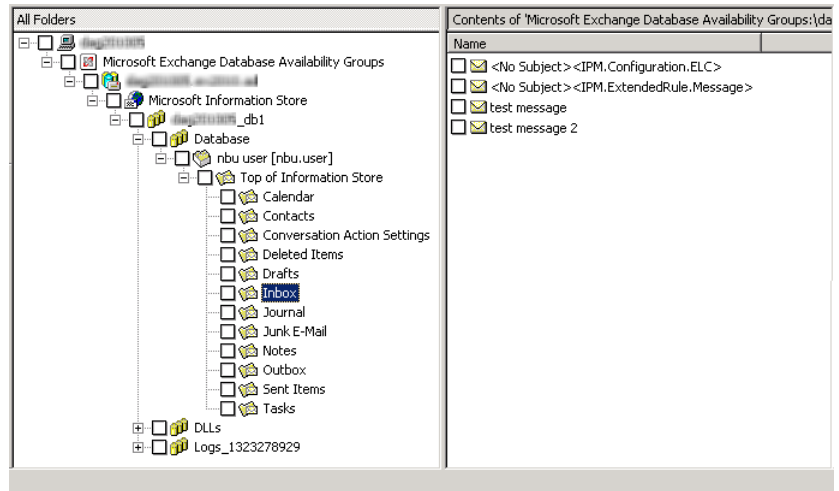 All Folders
Microsoft Exchange Database Availability Groups
Microsoft Information Store
_db1
Database
nbu user [nbu.user]
Top of Information Store
Calendar
Contacts
Conversation Action Settings
Deleted Items
Drafts
Inbox
Journal
Junk E-Mail
Notes
Outbox
Sent Items
Tasks
DLLs
Logs_1323278929
Contents of 'Microsoft Exchange Database Availability Groups:\da
Name
<No Subject><IPM.Configuration.ELC>
<No Subject><IPM.ExtendedRule.Message>
test message
test message 2